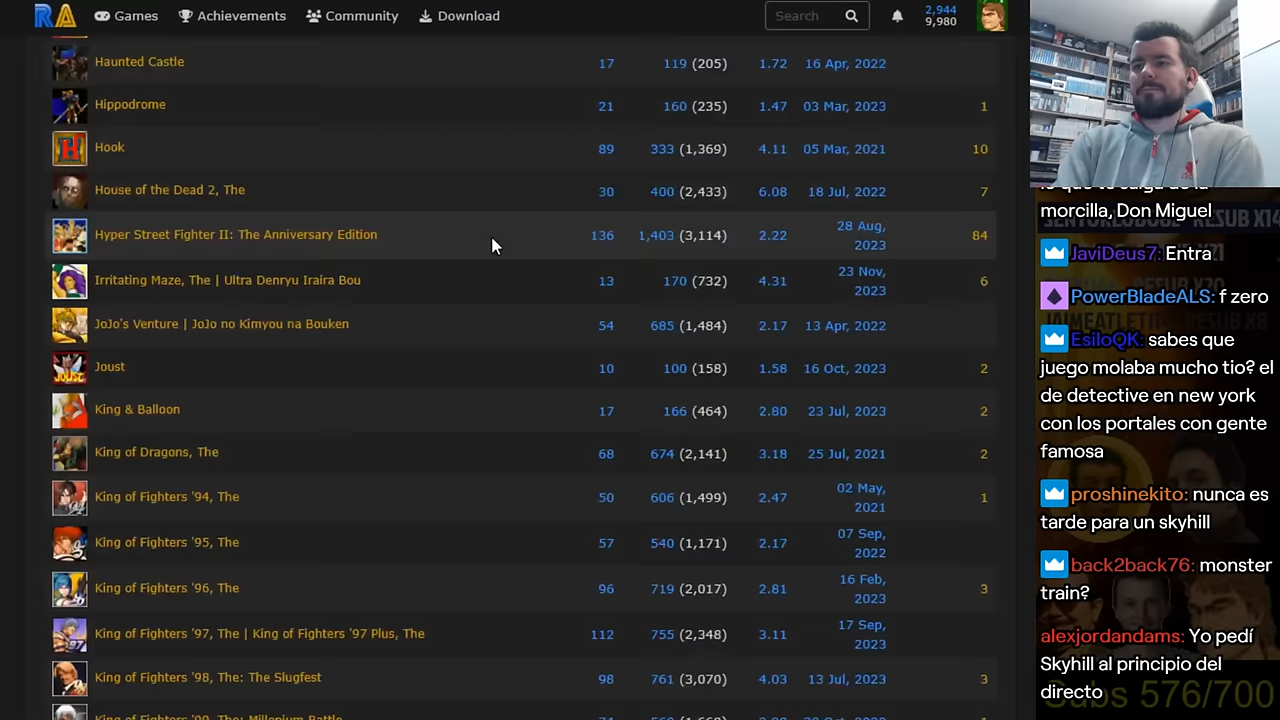 RA Games Achievements Community Download Search 2,944
9,980
Haunted Castle 17 119 (205) 1.72 16 Apr, 2022
Hippodrome 21 160 (235) 1.47 03 Mar, 2023 1
Hook 89 333 (1,369) 4.11 05 Mar, 2021 10
House of the Dead 2, The 30 400 (2,433) 6.08 18 Jul, 2022 7
Hyper Street Fighter II: The Anniversary Edition 136 1,403 (3,114) 2.22 28 Aug,
2023 84
Irritating Maze, The | Ultra Denryu Iraira Bou 13 170 (732) 4.31 23 Nov,
2023 6
JoJo's Venture | JoJo no Kimyou na Bouken 54 685 (1,484) 2.17 13 Apr, 2022
Joust 10 100 (158) 1.58 16 Oct, 2023 2
King & Balloon 17 166 (464) 2.80 23 Jul, 2023 2
King of Dragons, The 68 674 (2,141) 3.18 25 Jul, 2021 2
King of Fighters '94, The 50 606 (1,499) 2.47 02 May,
2021 1
King of Fighters '95, The 57 540 (1,171) 2.17 07 Sep,
2022
King of Fighters '96, The 96 719 (2,017) 2.81 16 Feb,
2023 3
King of Fighters '97, The | King of Fighters '97 Plus, The 112 755 (2,348) 3.11 17 Sep,
2023
King of Fighters '98, The: The Slugfest 98 761 (3,070) 4.03 13 Jul, 2023 3
King of Fighters '99, The: Millenium Battle
morcilla, Don Miguel
JaviDeus7: Entra
PowerBladeALS: f zero
EsiloQK: sabes que
juego molaba mucho tio? el
de detective en new york
con los portales con gente
famosa
proshinekito: nunca es
tarde para un skyhill
back2back76: monster
train?
alexjordandams: Yo pedí
Skyhill al principio del
directo
Subs 576/700